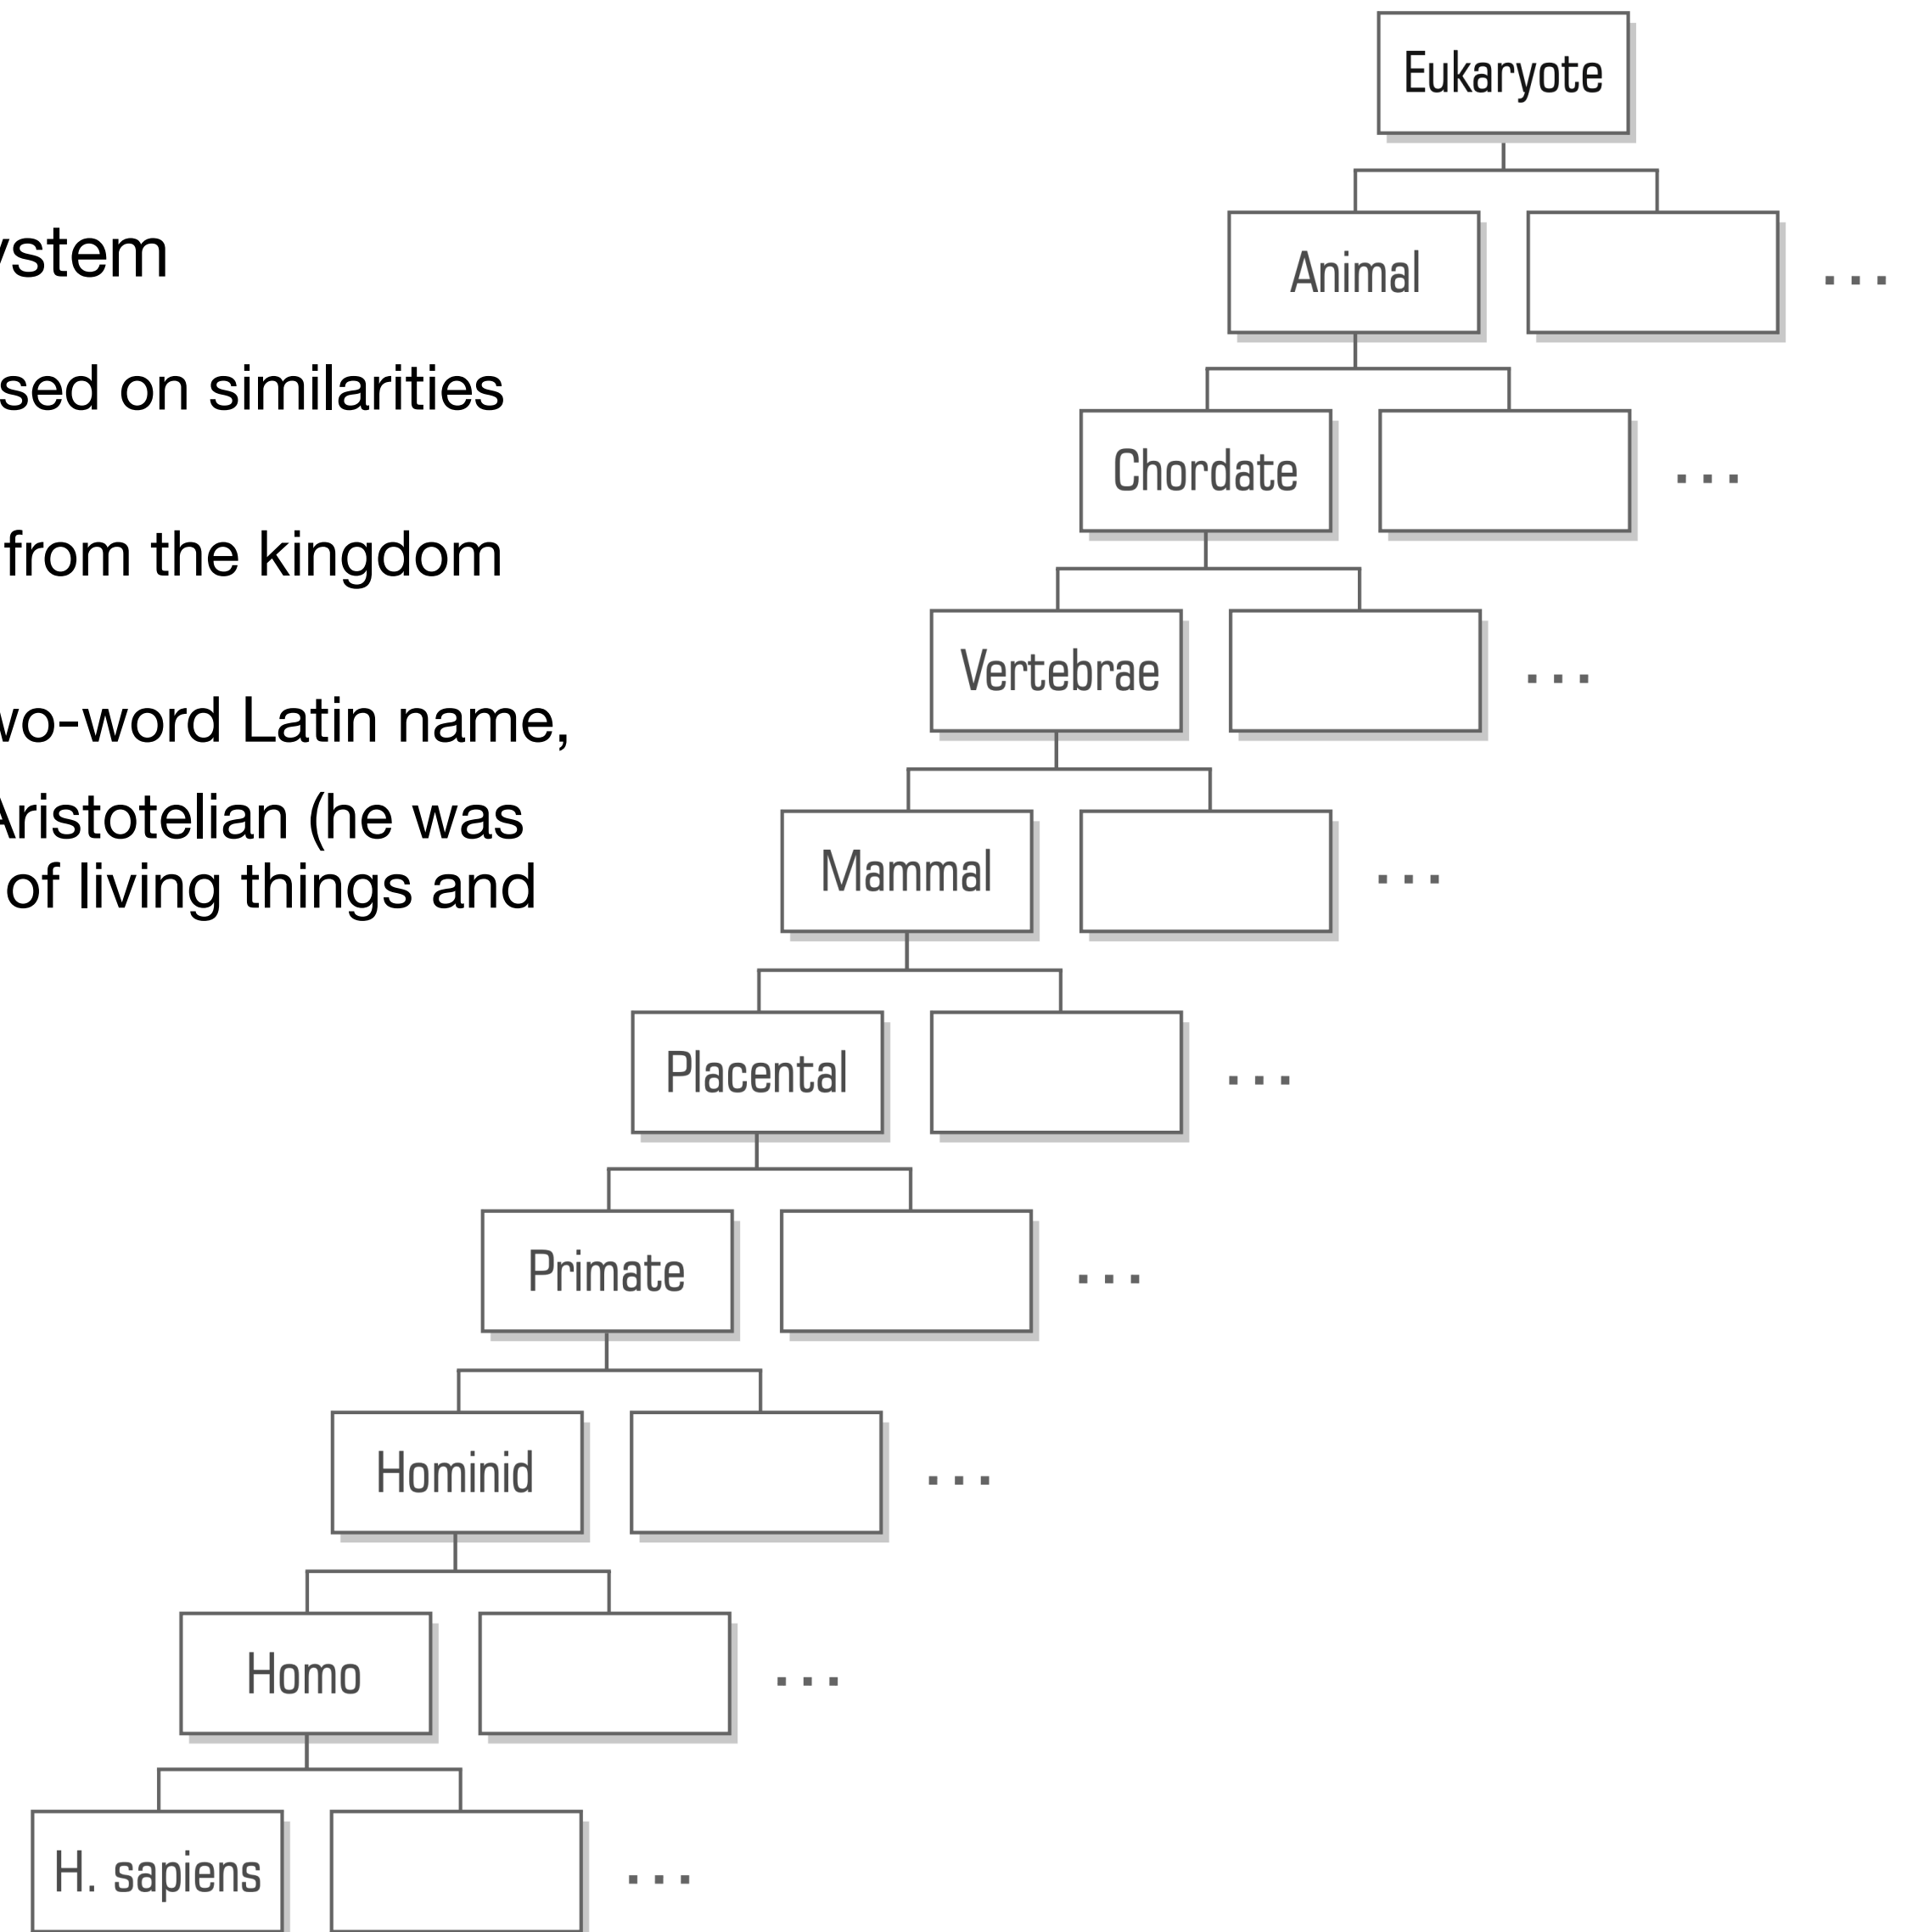 Eukaryote
ystem
Animal
...
sed on similarities
Chordate
...
from the kingdom
Vertebrae
...
wo-word Latin name,
Aristotelian (he was
Mammal
...
of living things and
Placental
...
Primate
...
Hominid
...
Homo
...
H. sapiens
...